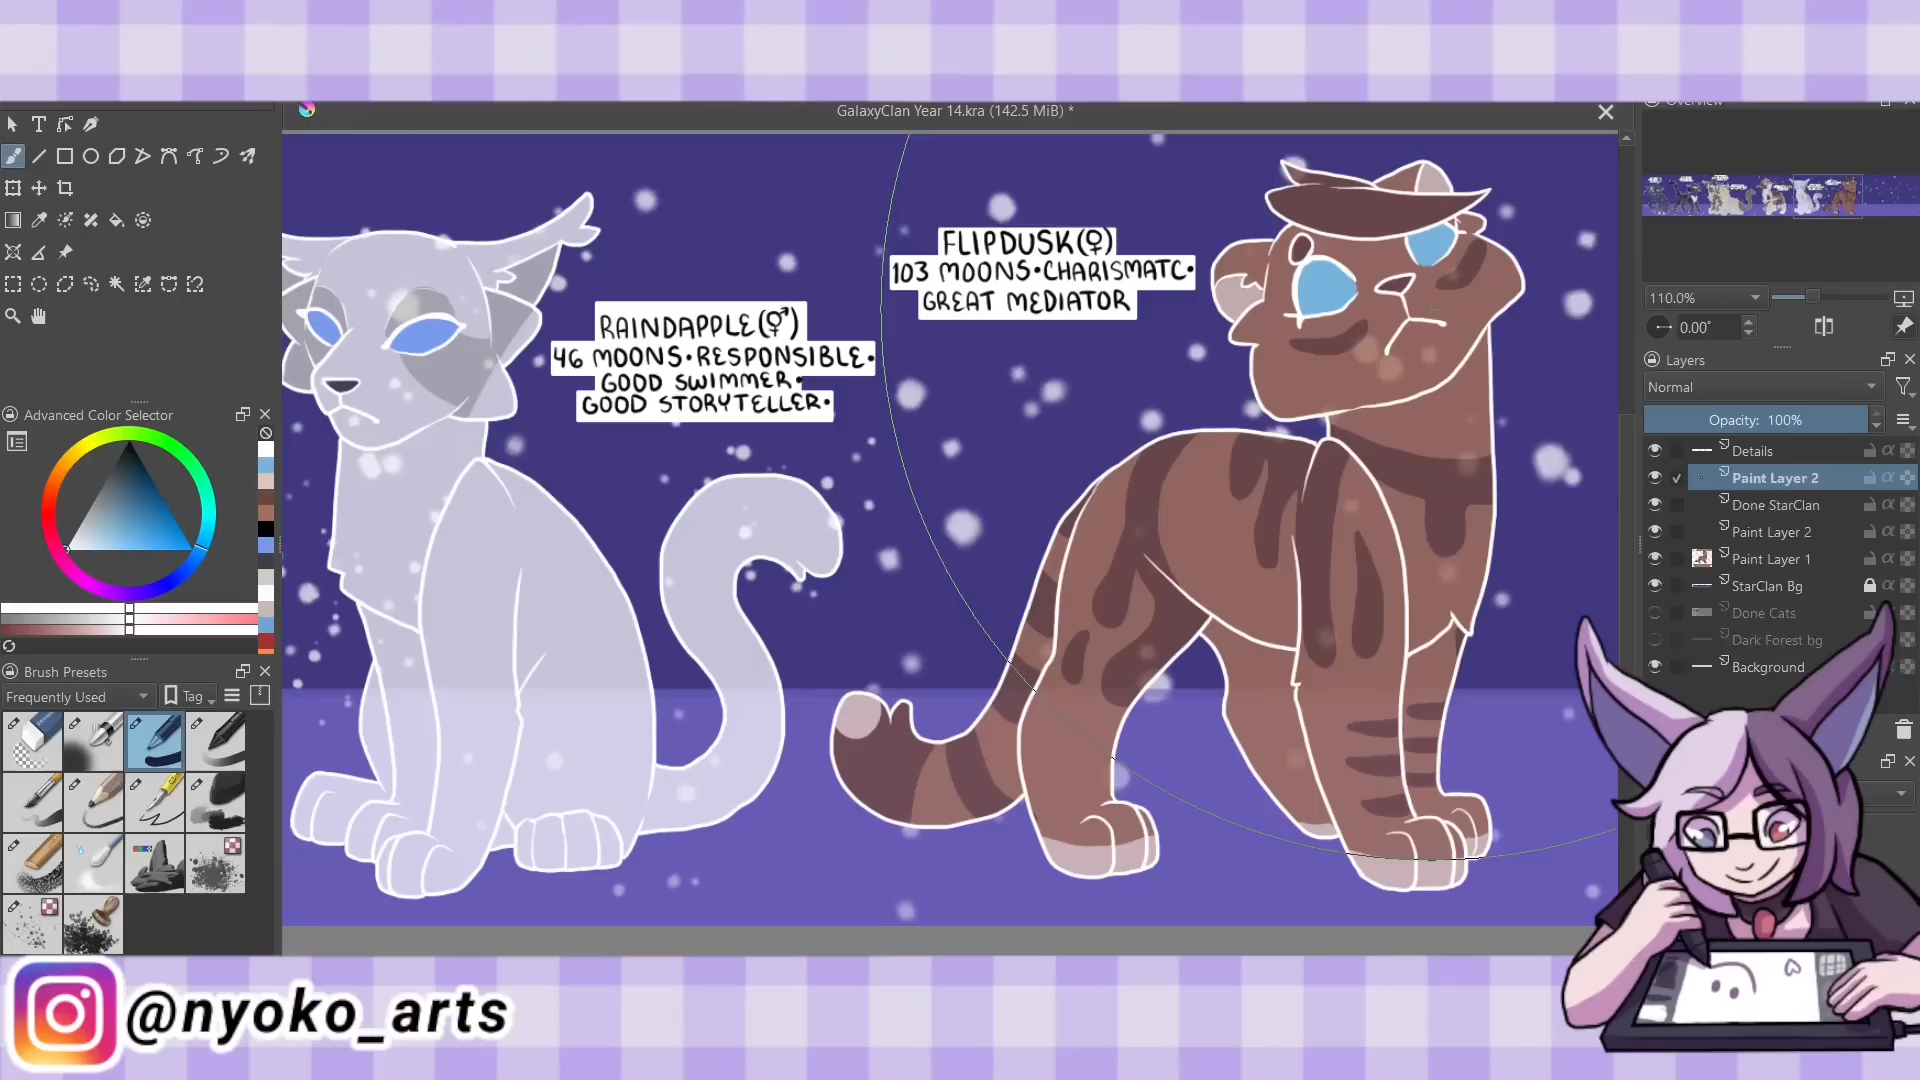 GalaxyClan Year 14.kra (142.5 MiB) *
Overview
FLIPDUSK(♀)
103 MOONS•CHARISMATC•
GREAT MEDIATOR
RAINDAPPLE(⚥)
46 MOONS•RESPONSIBLE•
GOOD SWIMMER•
GOOD STORYTELLER•
110.0%
0.00°
Layers
Normal
Opacity: 100%
Details
Paint Layer 2
Done StarClan
Paint Layer 2
Paint Layer 1
StarClan Bg
Done Cats
Dark Forest bg
Background
Advanced Color Selector
Brush Presets
Frequently Used
Tag
@nyoko_arts